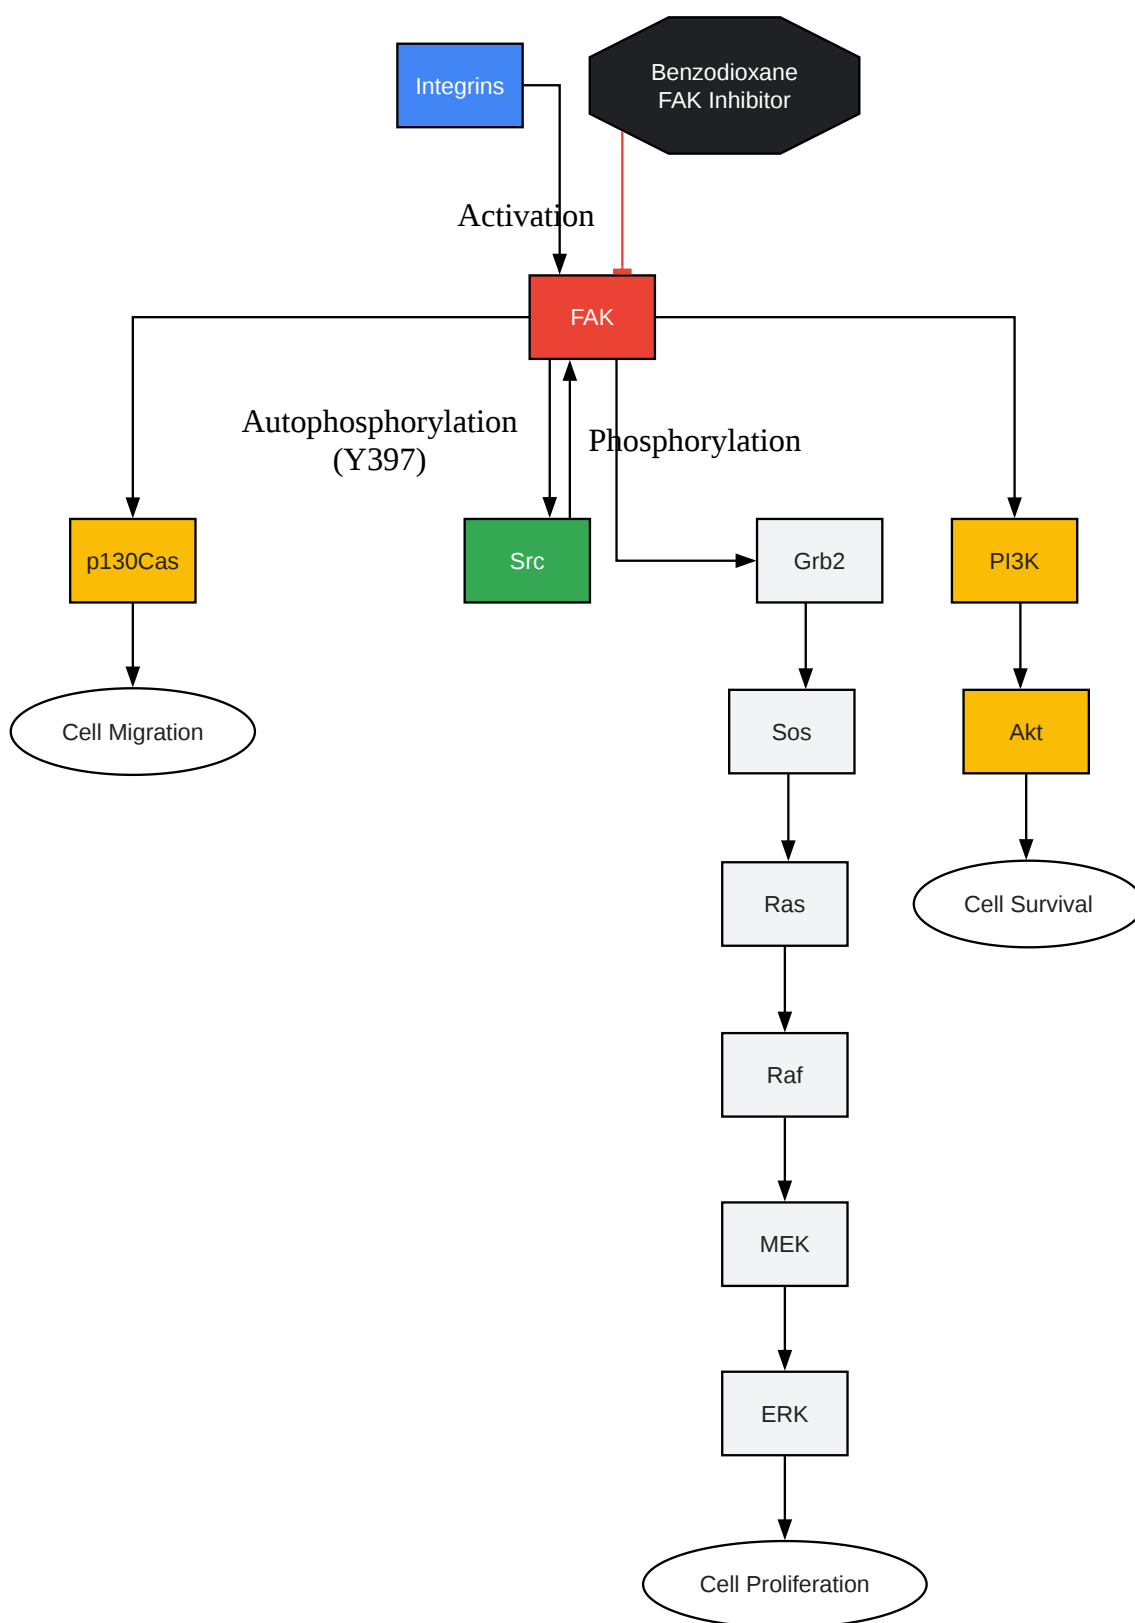 Integrins
Benzodioxane
FAK Inhibitor
Activation
FAK
Autophosphorylation
(Y397)
Phosphorylation
p130Cas
Src
Grb2
PI3K
Cell Migration
Sos
Akt
Ras
Cell Survival
Raf
MEK
ERK
Cell Proliferation